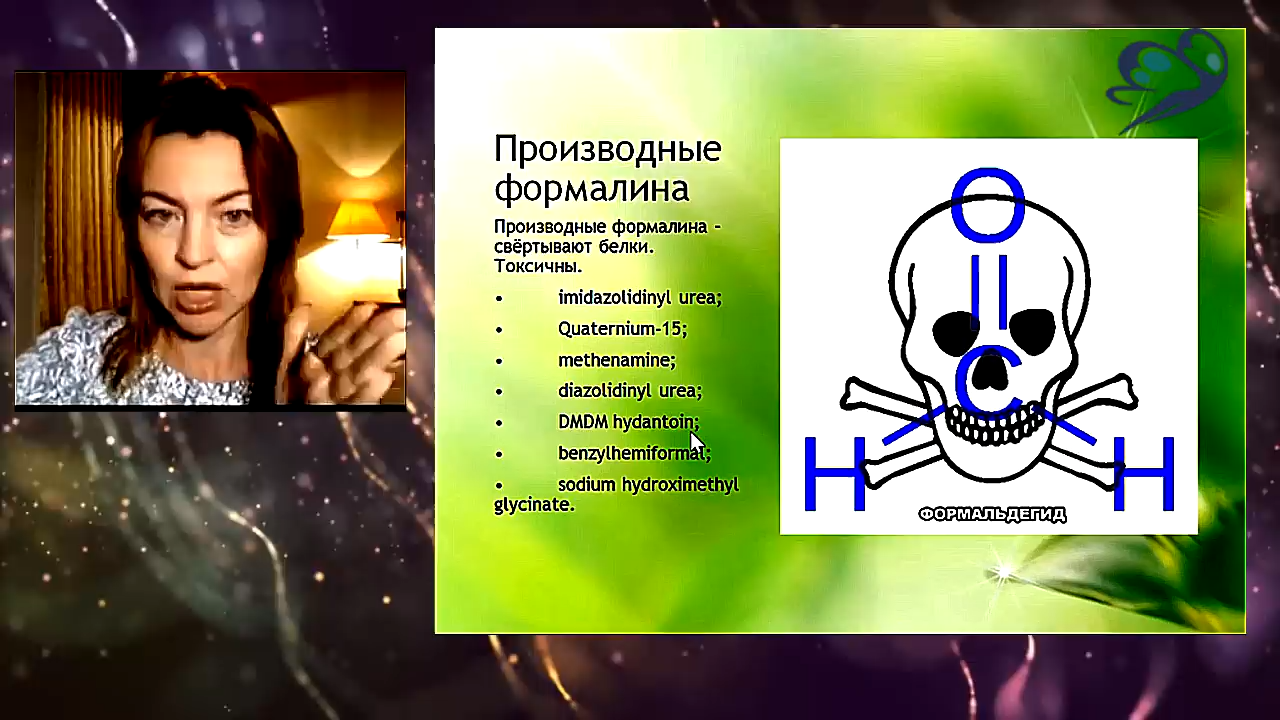 Производные
формалина
Производные формалина –
свёртывают белки.
Токсичны.
• imidazolidinyl urea;
• Quaternium-15;
• methenamine;
• diazolidinyl urea;
• DMDM hydantoin;
• benzylhemiformal;
• sodium hydroximethyl
glycinate.
O
C
H H
ФОРМАЛЬДЕГИД